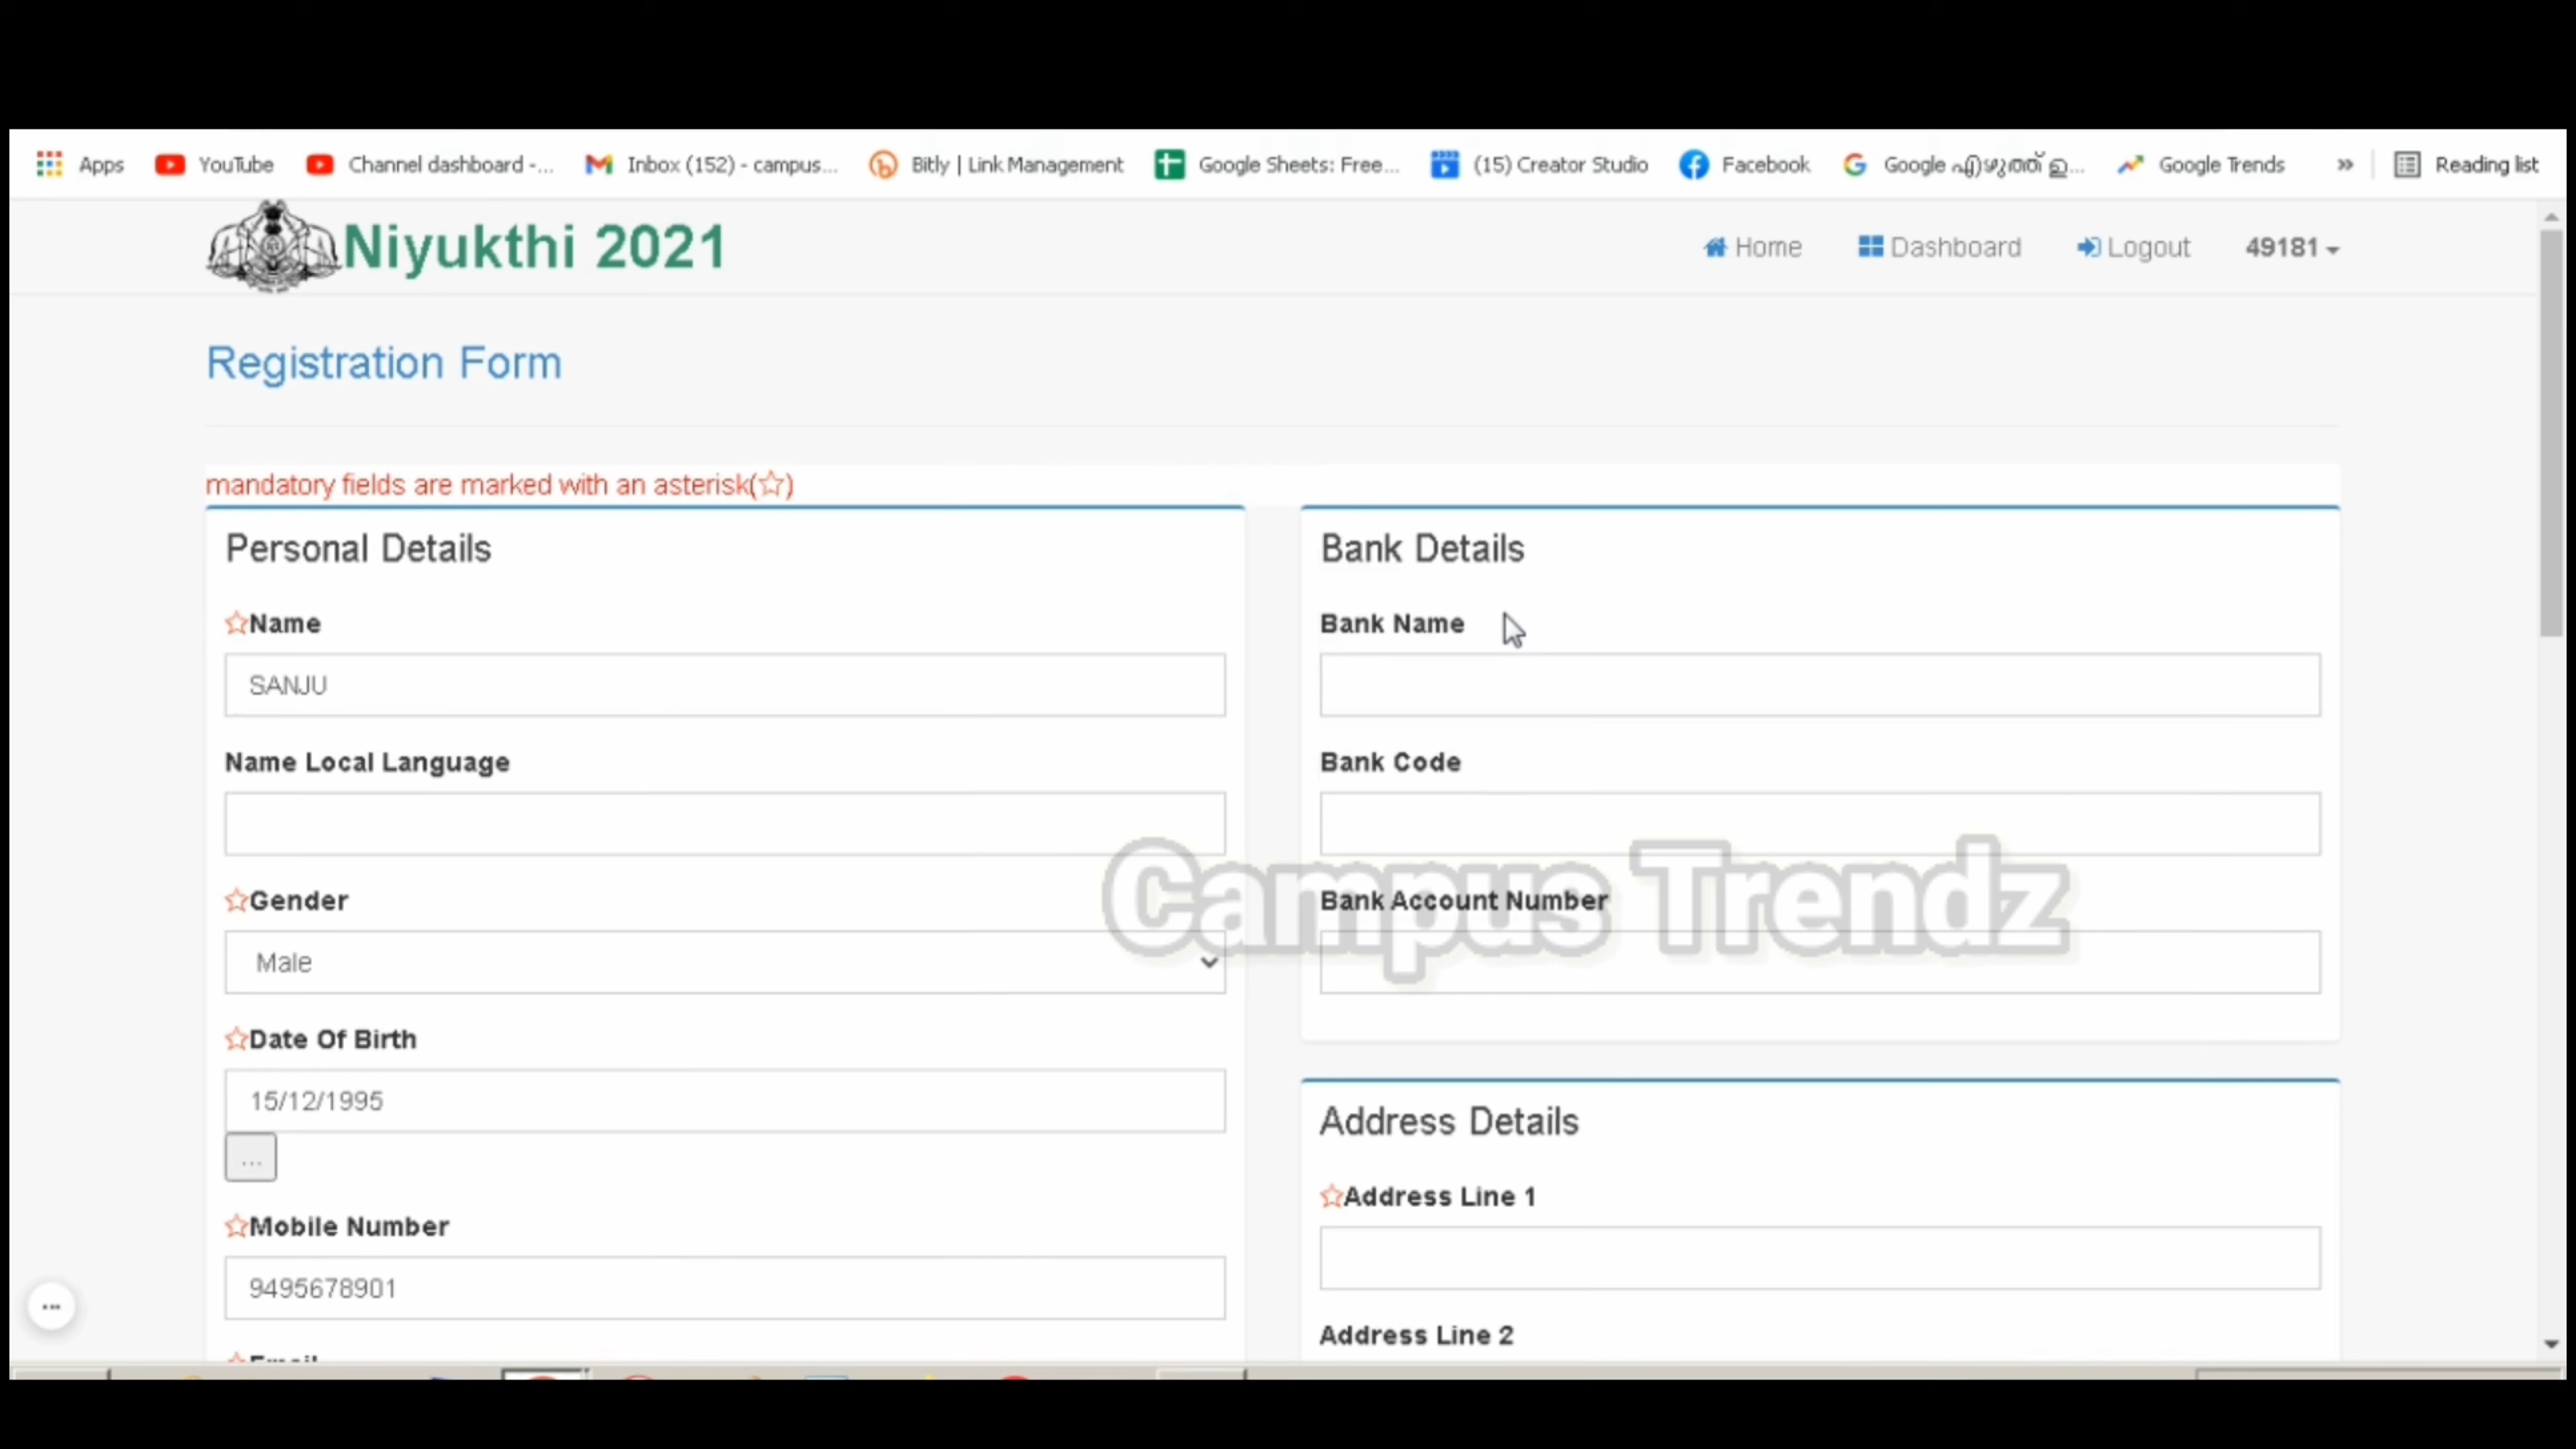 Apps YouTube Channel dashboard -... Inbox (152) - campus... Bitly | Link Management Google Sheets: Free... (15) Creator Studio Facebook Google എഴുത്ത് ഉ... Google Trends » Reading list
Niyukthi 2021
Home Dashboard Logout 49181
Registration Form
mandatory fields are marked with an asterisk(☆)
Personal Details
☆Name
SANJU
Name Local Language
☆Gender
Male
☆Date Of Birth
15/12/1995
...
☆Mobile Number
9495678901
Bank Details
Bank Name
Bank Code
Bank Account Number
Address Details
☆Address Line 1
Address Line 2
Campus Trendz